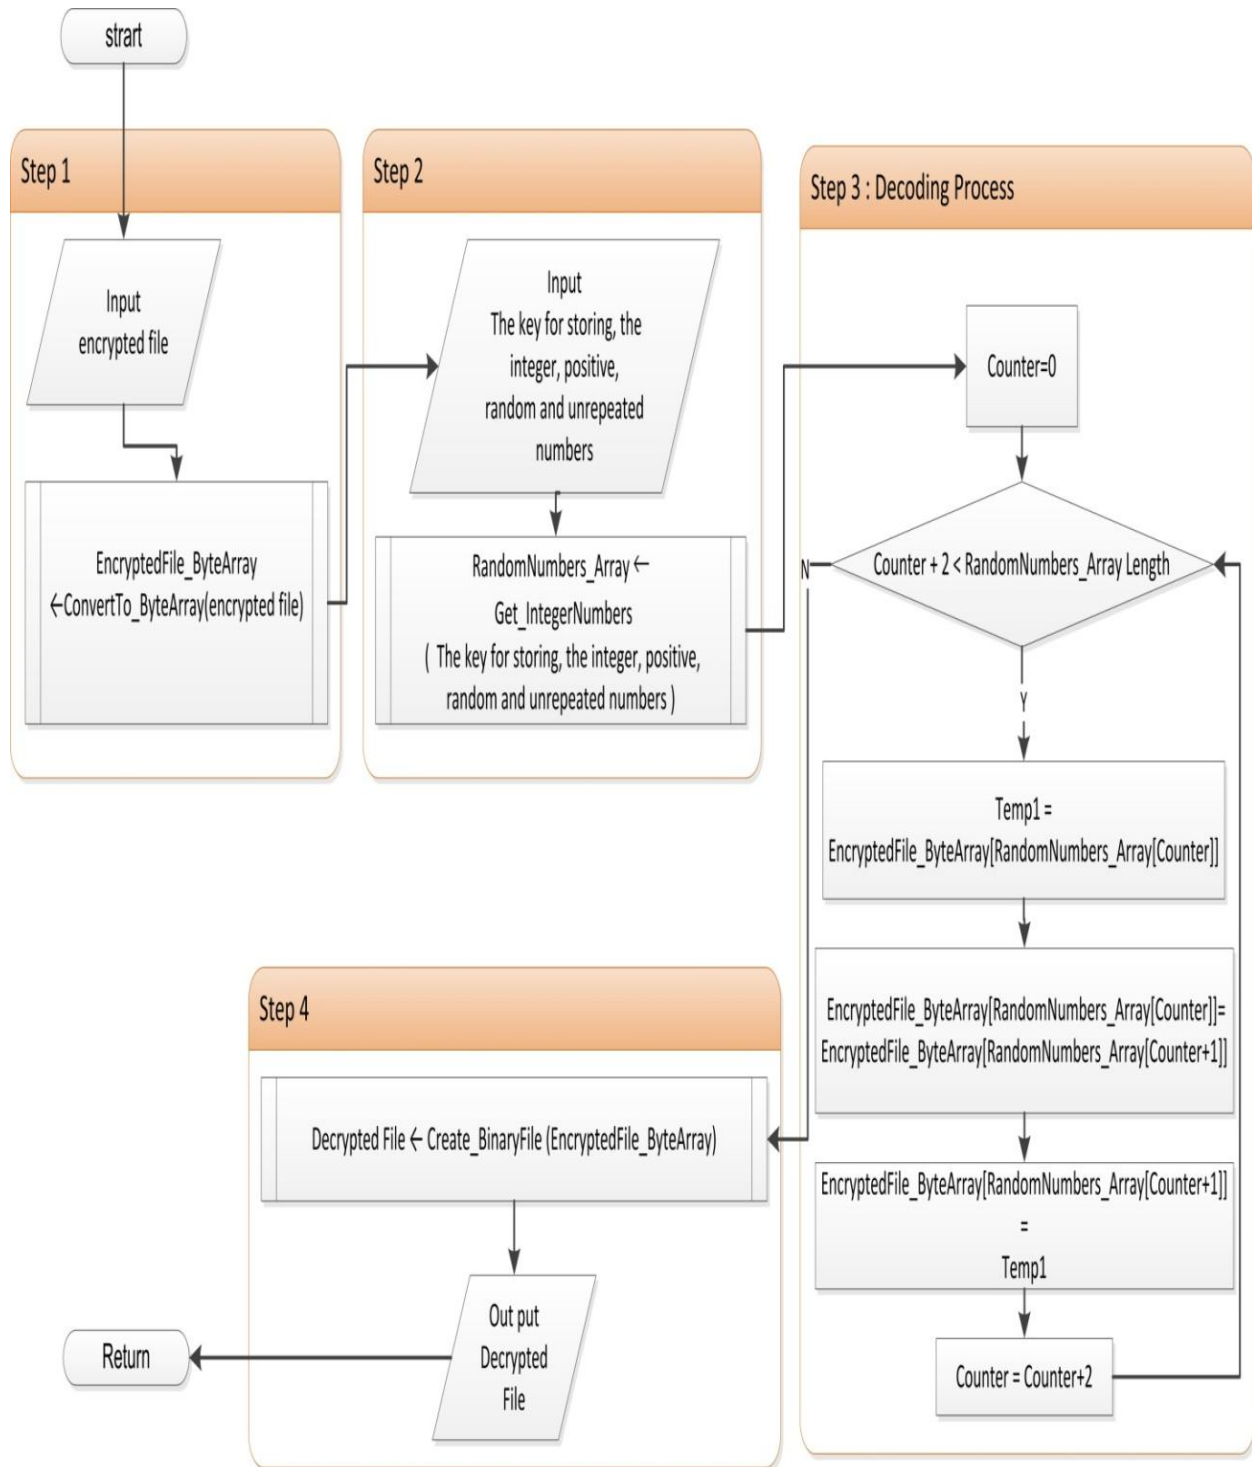 strart
Step 1
Input
encrypted file
EncryptedFile_ByteArray
←ConvertTo_ByteArray(encrypted file)
Step 2
Input
The key for storing, the
integer, positive,
random and unrepeated
numbers
RandomNumbers_Array ←
Get_IntegerNumbers
( The key for storing, the integer, positive,
random and unrepeated numbers )
Step 3 : Decoding Process
Counter=0
Counter + 2 < RandomNumbers_Array Length
N
Y
Temp1 =
EncryptedFile_ByteArray[RandomNumbers_Array[Counter]]
EncryptedFile_ByteArray[RandomNumbers_Array[Counter]]=
EncryptedFile_ByteArray[RandomNumbers_Array[Counter+1]]
EncryptedFile_ByteArray[RandomNumbers_Array[Counter+1]]
=
Temp1
Counter = Counter+2
Step 4
Decrypted File ← Create_BinaryFile (EncryptedFile_ByteArray)
Out put
Decrypted
File
Return